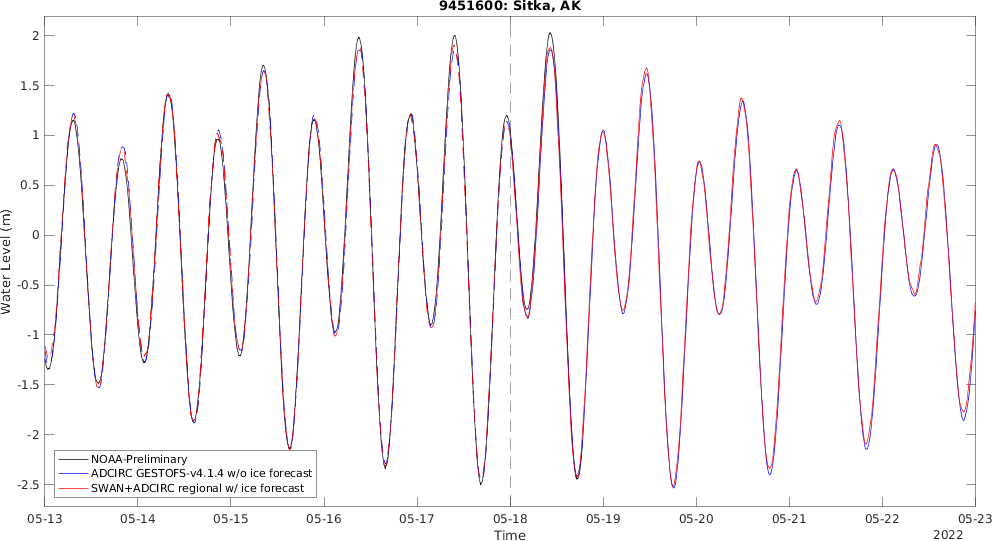 9451600: Sitka, AK
Water Level (m)
2
1.5
1
0.5
0
-0.5
-1
-1.5
-2
-2.5
NOAA-Preliminary
ADCIRC GESTOFS-v4.1.4 w/o ice forecast
SWAN+ADCIRC regional w/ ice forecast
05-13 05-14 05-15 05-16 05-17 05-18 05-19 05-20 05-21 05-22 05-23
Time
2022